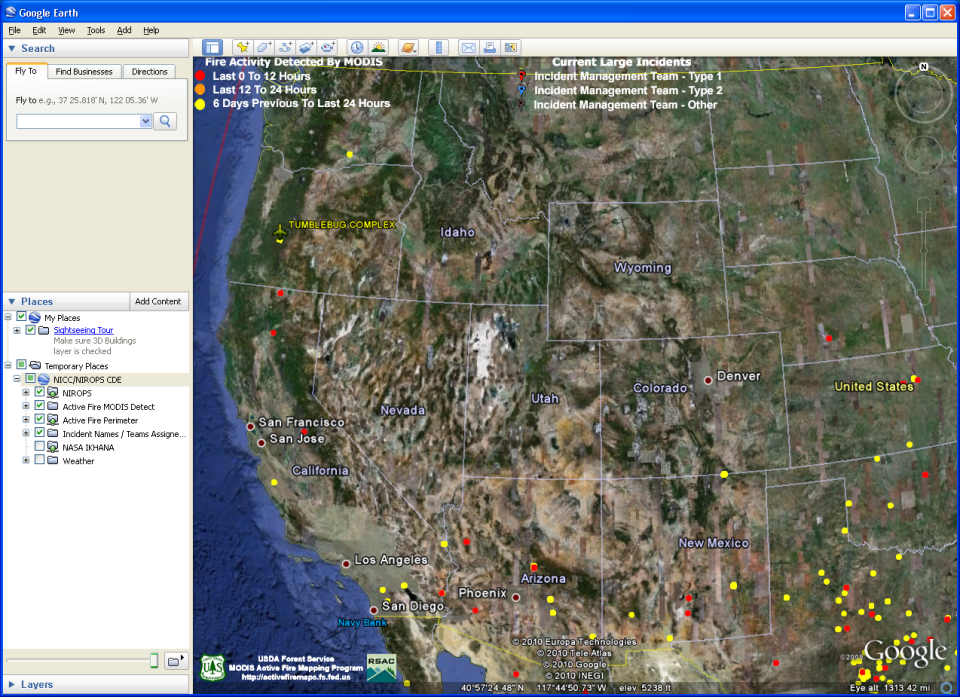 Google Earth
File Edit View Tools Add Help
Search
Fly To Find Businesses Directions
Fly to e.g., 37 25.818' N, 122 05.36' W
Places Add Content
My Places
Sightseeing Tour
Make sure 3D Buildings
layer is checked
Temporary Places
NICC/NIROPS CDE
NIROPS
Active Fire MODIS Detect
Active Fire Perimeter
Incident Names / Teams Assigne...
NASA IKHANA
Weather
Layers
Fire Activity Detected By MODIS
Last 0 To 12 Hours
Last 12 To 24 Hours
6 Days Previous To Last 24 Hours
Current Large Incidents
Incident Management Team - Type 1
Incident Management Team - Type 2
Incident Management Team - Other
N
TUMBLEBUG COMPLEX
Idaho
Wyoming
Denver
Colorado
United States
Utah
Nevada
San Francisco
San Jose
California
New Mexico
Los Angeles
Arizona
Phoenix
San Diego
Navy Bank
© 2010 Europa Technologies
© 2010 Tele Atlas
© 2010 Google
© 2010 INEGI
Google
UAS
USDA Forest Service
MODIS Active Fire Mapping Program
http://activefiremaps.fs.fed.us
RSAC
40°57'24.48" N 117°44'50.73" W elev 5238 ft Eye alt 1313.42 mi